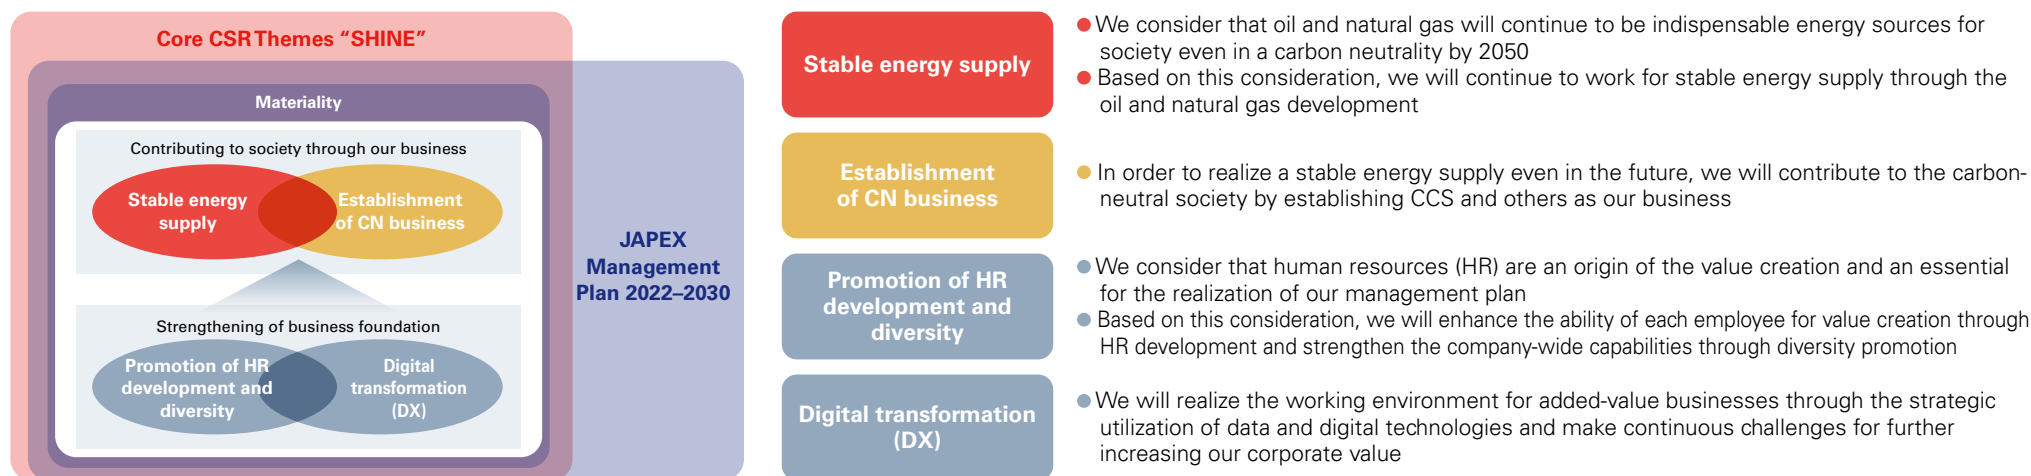 Core CSR Themes “SHINE”
Materiality
Contributing to society through our business
Stable energy
supply
Establishment
of CN business
Strengthening of business foundation
Promotion of HR
development and
diversity
Digital
transformation
(DX)
JAPEX
Management
Plan 2022–2030
Stable energy supply
● We consider that oil and natural gas will continue to be indispensable energy sources for
society even in a carbon neutrality by 2050
● Based on this consideration, we will continue to work for stable energy supply through the
oil and natural gas development
Establishment
of CN business
● In order to realize a stable energy supply even in the future, we will contribute to the carbon-
neutral society by establishing CCS and others as our business
Promotion of HR
development and
diversity
● We consider that human resources (HR) are an origin of the value creation and an essential
for the realization of our management plan
● Based on this consideration, we will enhance the ability of each employee for value creation through
HR development and strengthen the company-wide capabilities through diversity promotion
Digital transformation
(DX)
● We will realize the working environment for added-value businesses through the strategic
utilization of data and digital technologies and make continuous challenges for further
increasing our corporate value